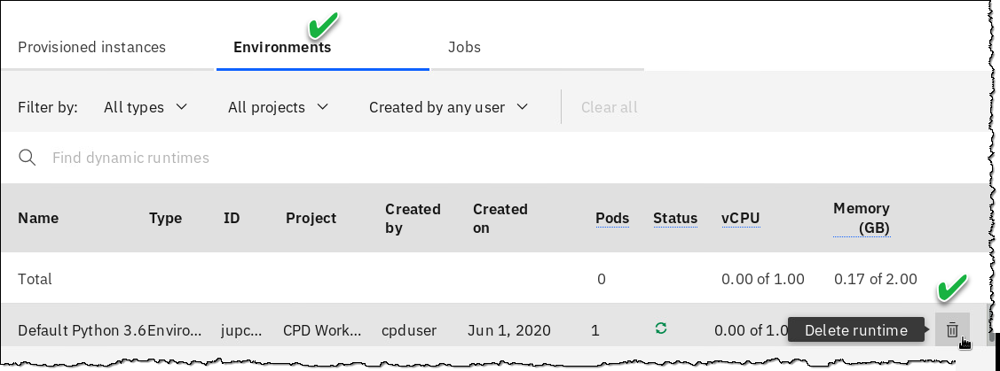 Provisioned instances Environments Jobs
Filter by: All types All projects Created by any user Clear all
Find dynamic runtimes
Name Type ID Project Created by Created on Pods Status vCPU Memory (GB)
Total 0 0.00 of 1.00 0.17 of 2.00
Default Python 3.6 Enviro... jupc... CPD Work... cpduser Jun 1, 2020 1 0.00 of 1.0 Delete runtime